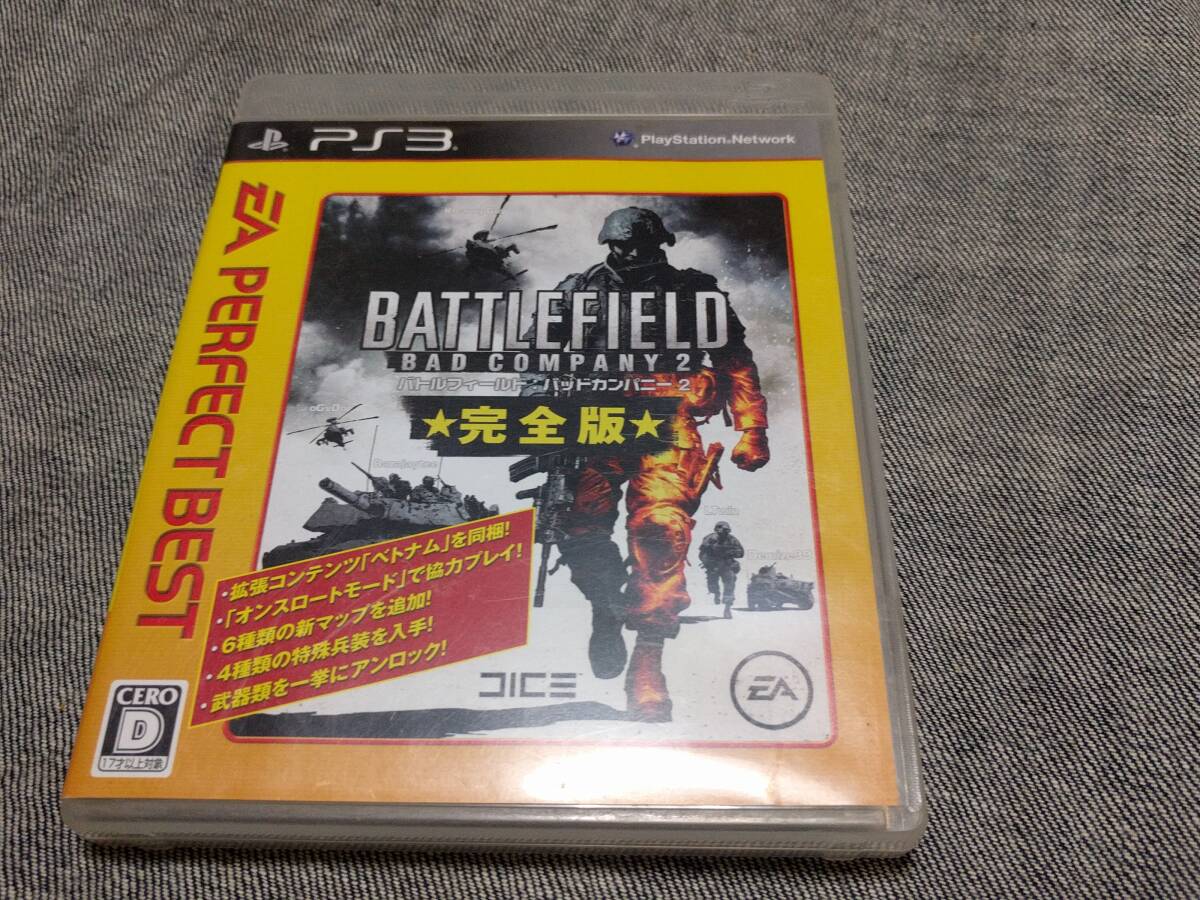 PS3
PlayStation®Network
EA PERFECT BEST
BATTLEFIELD
BAD COMPANY 2
バトルフィールド：バッドカンパニー 2
★完全版★
Ramjaytee
LTwin
・拡張コンテンツ「ベトナム」を同梱!
・「オンスロートモード」で協力プレイ!
・6種類の新マップを追加!
・4種類の特殊兵装を入手!
・武器類を一挙にアンロック!
DICE
EA
CERO
D
17才以上対象